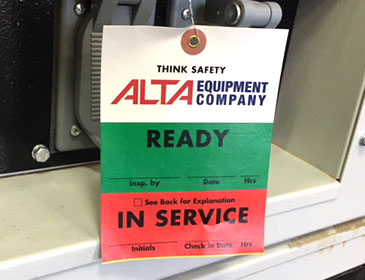 THINK SAFETY
ALTA EQUIPMENT COMPANY
READY
Insp. by Date Hrs
See Back for Explanation
IN SERVICE
Initials Check in Date Hrs